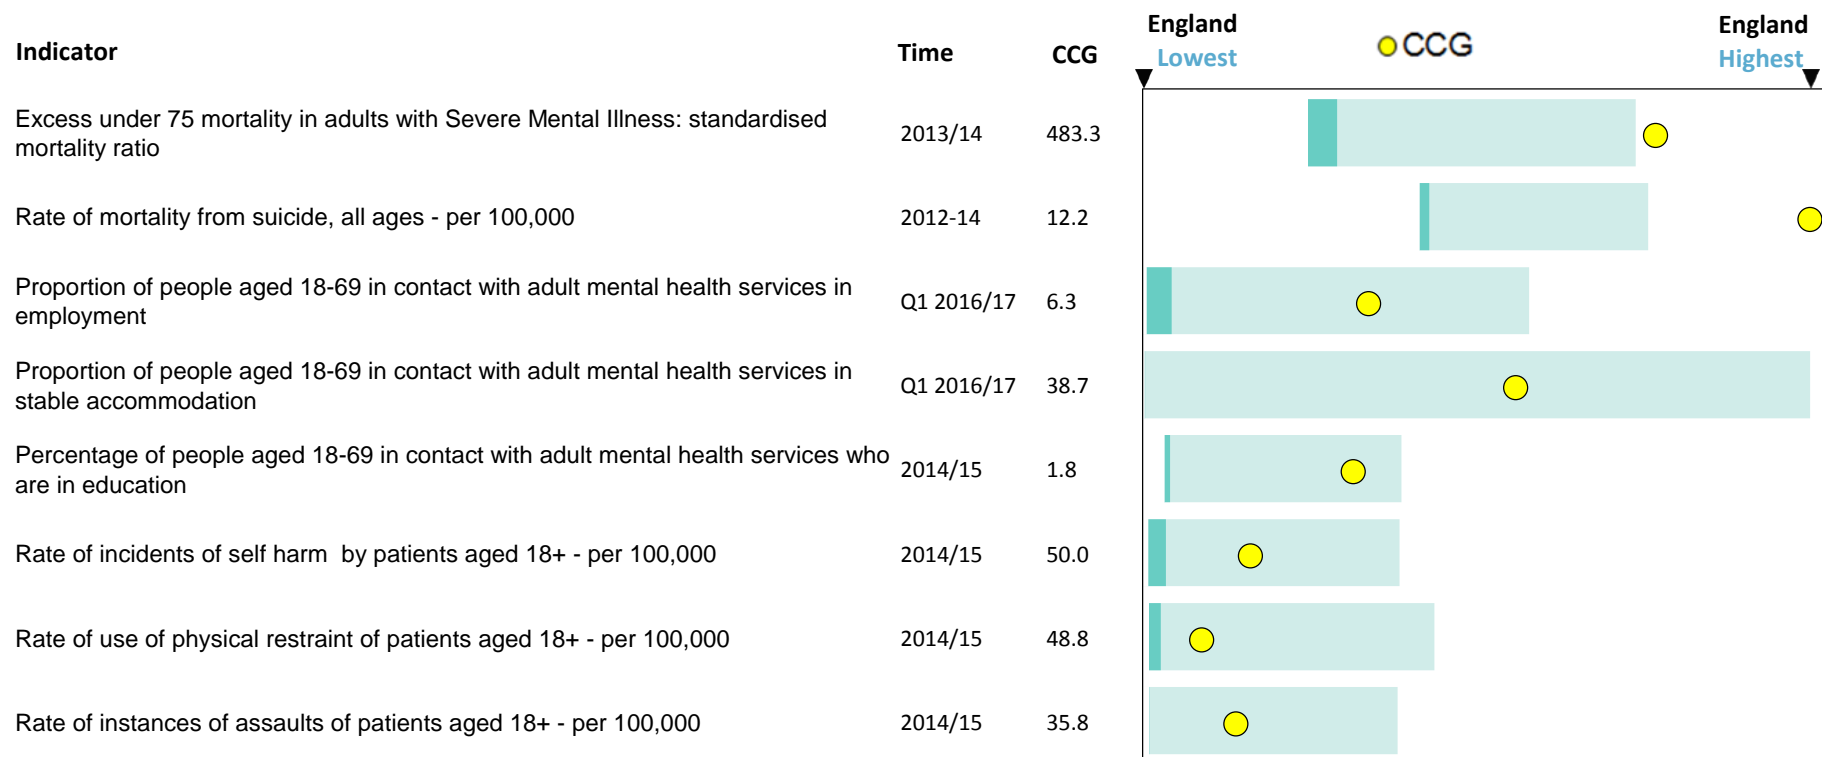 Indicator Time CCG England Lowest CCG England Highest
Excess under 75 mortality in adults with Severe Mental Illness: standardised
mortality ratio
2013/14 483.3
Rate of mortality from suicide, all ages - per 100,000 2012-14 12.2
Proportion of people aged 18-69 in contact with adult mental health services in
employment
Q1 2016/17 6.3
Proportion of people aged 18-69 in contact with adult mental health services in
stable accommodation
Q1 2016/17 38.7
Percentage of people aged 18-69 in contact with adult mental health services who
are in education
2014/15 1.8
Rate of incidents of self harm  by patients aged 18+ - per 100,000 2014/15 50.0
Rate of use of physical restraint of patients aged 18+ - per 100,000 2014/15 48.8
Rate of instances of assaults of patients aged 18+ - per 100,000 2014/15 35.8